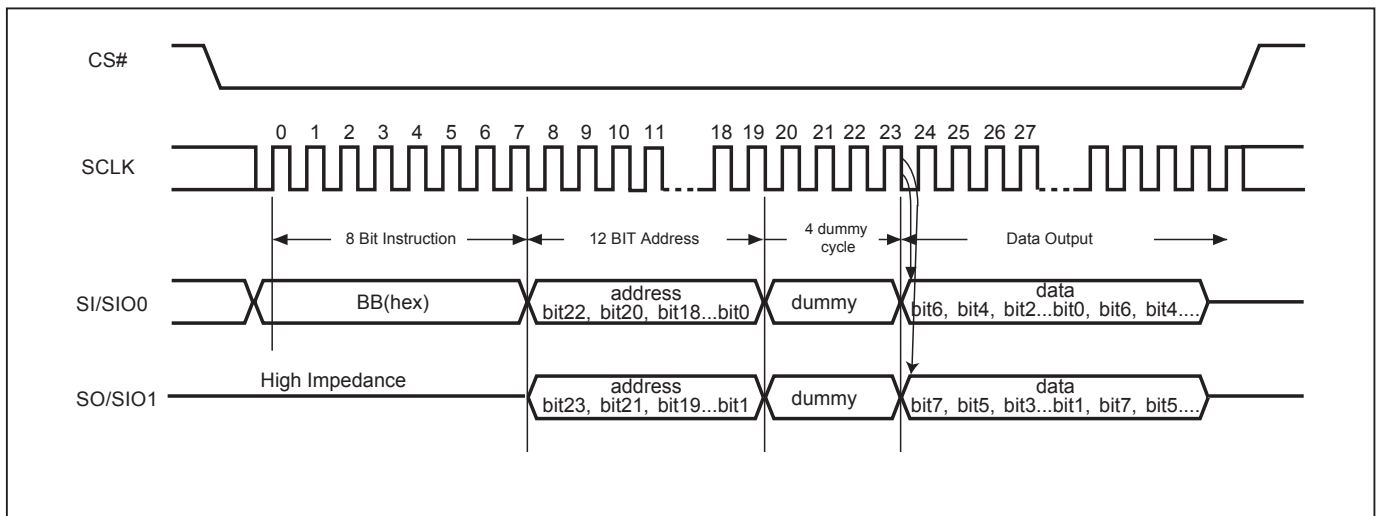 CS#
0 1 2 3 4 5 6 7 8 9 10 11 18 19 20 21 22 23 24 25 26 27
SCLK
8 Bit Instruction
12 BIT Address
4 dummy
cycle
Data Output
SI/SIO0
BB(hex)
address
bit22, bit20, bit18...bit0
dummy
data
bit6, bit4, bit2...bit0, bit6, bit4....
SO/SIO1
High Impedance
address
bit23, bit21, bit19...bit1
dummy
data
bit7, bit5, bit3...bit1, bit7, bit5....